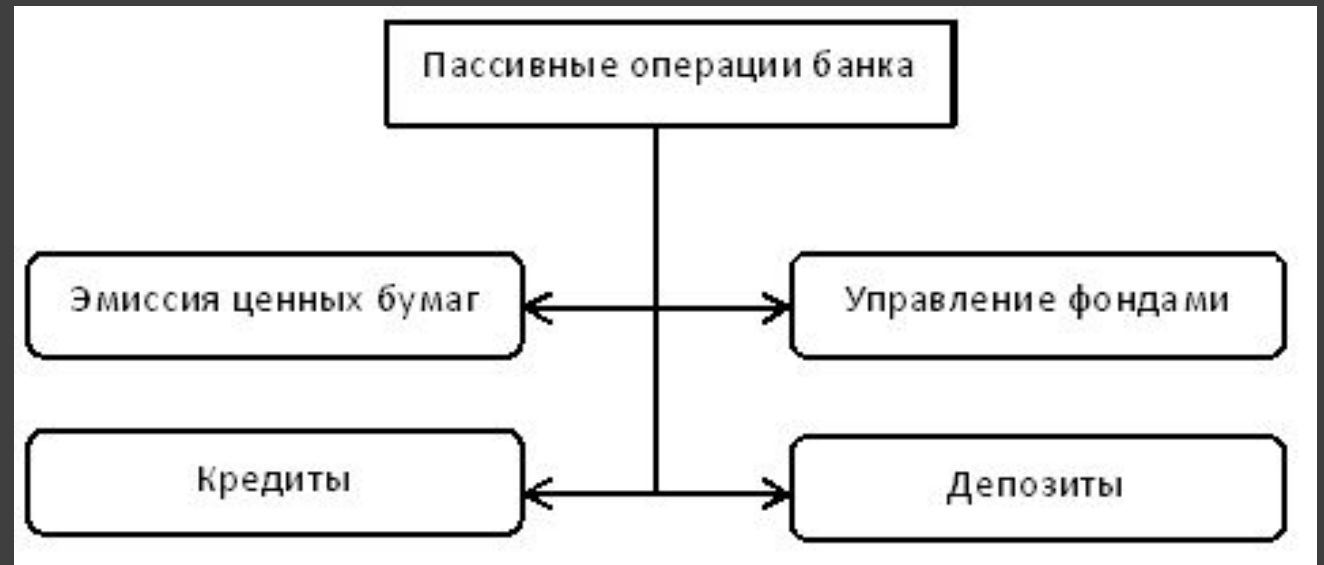 Пассивные операции банка
Эмиссия ценных бумаг
Управление фондами
Кредиты
Депозиты